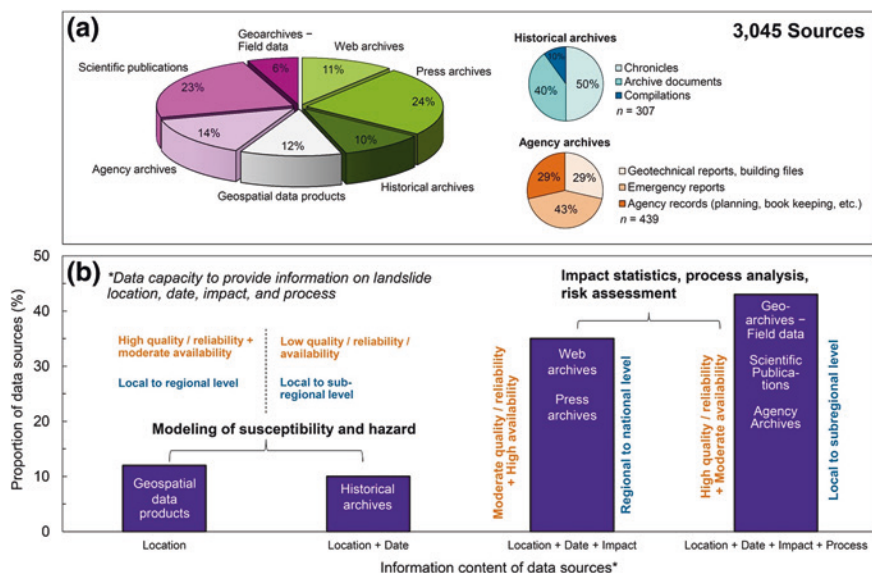 (a)
3,045 Sources
Geoarchives –
Field data
Web archives
Scientific publications
Press archives
Agency archives
Geospatial data products
Historical archives
6%
11%
23%
24%
14%
12%
10%
Historical archives
10%
40%
50%
Chronicles
Archive documents
Compilations
n = 307
Agency archives
29%
29%
43%
Geotechnical reports, building files
Emergency reports
Agency records (planning, book keeping, etc.)
n = 439
(b)
*Data capacity to provide information on landslide
location, date, impact, and process
High quality / reliability +
moderate availability
Local to regional level
Low quality / reliability /
availability
Local to sub-
regional level
Modeling of susceptibility and hazard
Impact statistics, process analysis,
risk assessment
Geospatial
data
products
Historical
archives
Moderate quality / reliability
+ High availability
Web
archives
Press
archives
Regional to national level
High quality / reliability
+ Moderate availability
Geo-
archives –
Field data
Scientific
Publica-
tions
Agency
Archives
Local to subregional level
Proportion of data sources (%)
50
40
30
20
10
0
Location
Location + Date
Location + Date + Impact
Location + Date + Impact + Process
Information content of data sources*